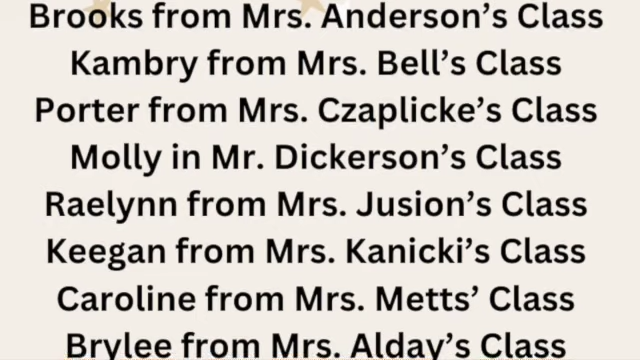 Brooks from Mrs. Anderson’s Class
Kambry from Mrs. Bell’s Class
Porter from Mrs. Czaplicke’s Class
Molly in Mr. Dickerson’s Class
Raelynn from Mrs. Jusion’s Class
Keegan from Mrs. Kanicki’s Class
Caroline from Mrs. Metts’ Class
Brylee from Mrs. Alday’s Class